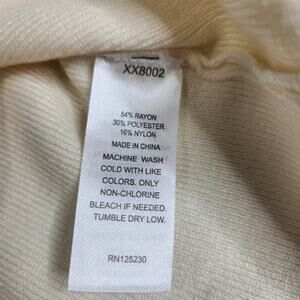 XX8002
54% RAYON
30% POLYESTER
16% NYLON
MADE IN CHINA
MACHINE WASH
COLD WITH LIKE
COLORS. ONLY
NON-CHLORINE
BLEACH IF NEEDED.
TUMBLE DRY LOW.
RN125230